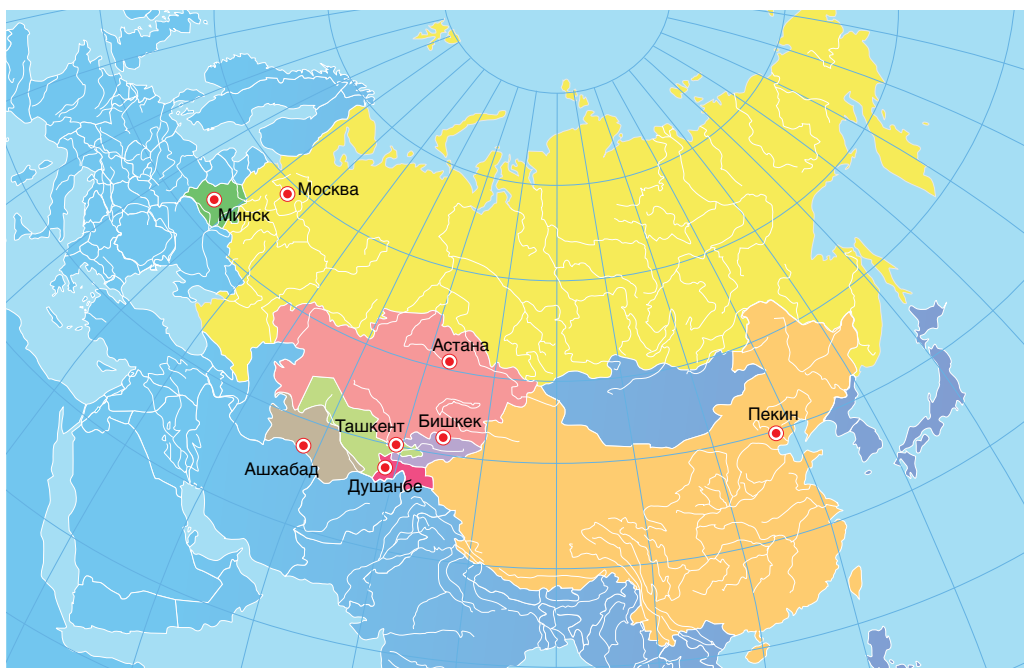 Москва
Минск
Астана
Пекин
Бишкек
Ташкент
Ашхабад
Душанбе